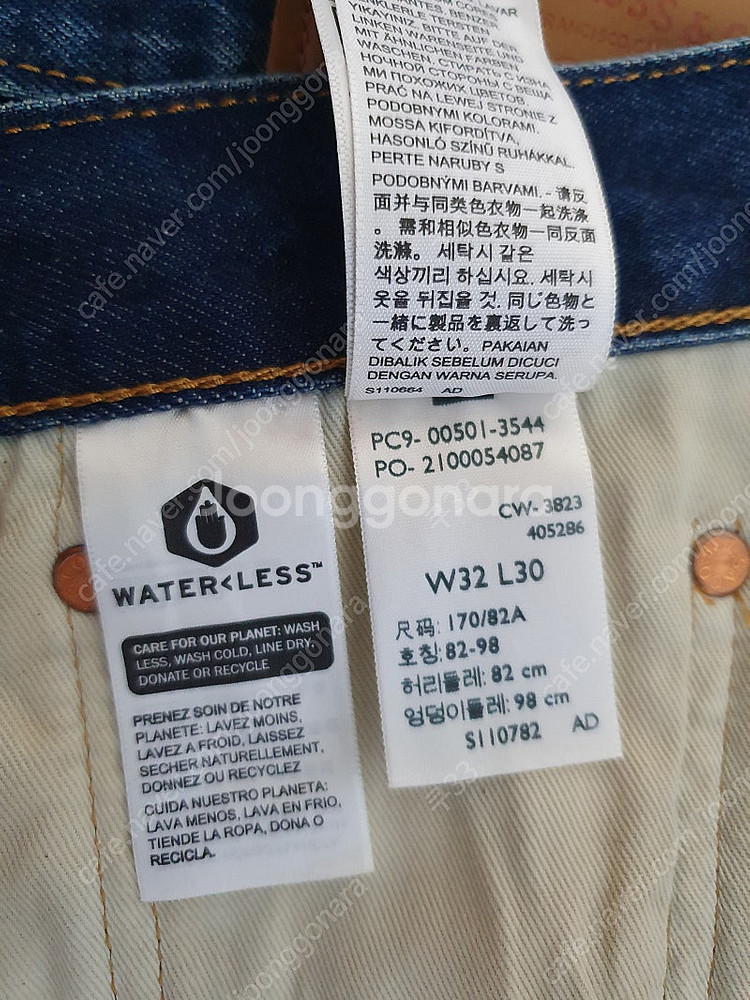 YIKAYINIZ. BITTE AUF DER
LINKEN WARENSEITE UND
MIT ÄHNLICHEN FARBEN
WASCHEN, СТИРАТЬ С ИЗНА
НОЧНОЙ СТОРОНЫ С ВЕЩА
МИ ПОХОЖИХ ЦВЕТОВ.
PRAĆ NA LEWEJ STRONIE Z
PODOBNYMI KOLORAMI.
MOSSA KIFORDÍTVA,
HASONLÓ SZÍNŰ RUHÁKKAL.
PERTE NARUBY S
PODOBNÝMI BARVAMI. - 请反
面并与同类色衣物一起洗涤
。 需和相似色衣物一同反面
洗滌。 세탁시 같은
색상끼리 하십시요. 세탁시
옷을 뒤집을 것. 同じ色物と
一緒に製品を裏返して洗っ
てください。 PAKAIAN
DIBALIK SEBELUM DICUCI
DENGAN WARNA SERUPA.
S110664 AD
PC9- 00501-3544
PO- 2100054087
CW- 3823
405286
W32 L30
尺码: 170/82A
호칭: 82-98
허리둘레: 82 cm
엉덩이둘레: 98 cm
S110782 AD
WATER<LESS™
CARE FOR OUR PLANET: WASH
LESS, WASH COLD, LINE DRY,
DONATE OR RECYCLE
PRENEZ SOIN DE NOTRE
PLANETE: LAVEZ MOINS,
LAVEZ A FROID, LAISSEZ
SECHER NATURELLEMENT,
DONNEZ OU RECYCLEZ
CUIDA NUESTRO PLANETA:
LAVA MENOS, LAVA EN FRIO,
TIENDE LA ROPA, DONA O
RECICLA.
Joonggonara
cafe.naver.com/joonggonara